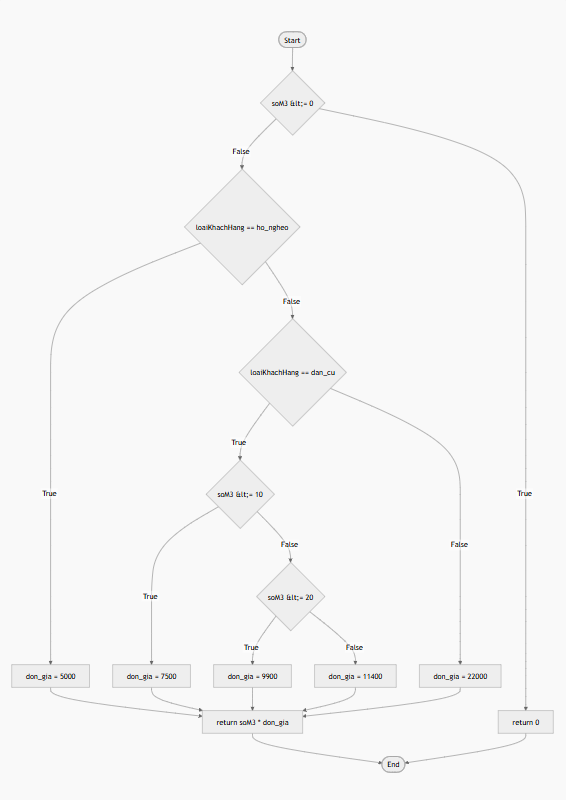 Start
soM3 &lt;= 0
False
loaiKhachHang == ho_ngheo
False
loaiKhachHang == dan_cu
True
soM3 &lt;= 10
True
True
False
False
True
soM3 &lt;= 20
True
False
don_gia = 5000
don_gia = 7500
don_gia = 9900
don_gia = 11400
don_gia = 22000
return soM3 * don_gia
return 0
End